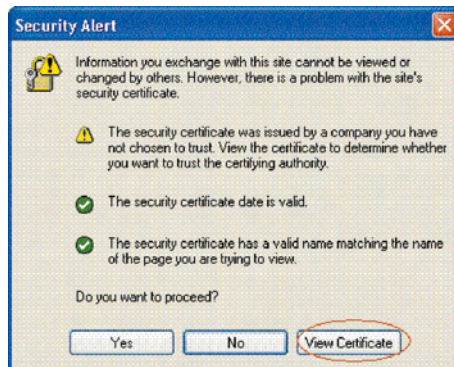 Security Alert
Information you exchange with this site cannot be viewed or
changed by others. However, there is a problem with the site's
security certificate.
The security certificate was issued by a company you have
not chosen to trust. View the certificate to determine whether
you want to trust the certifying authority.
The security certificate date is valid.
The security certificate has a valid name matching the name
of the page you are trying to view.
Do you want to proceed?
Yes No View Certificate